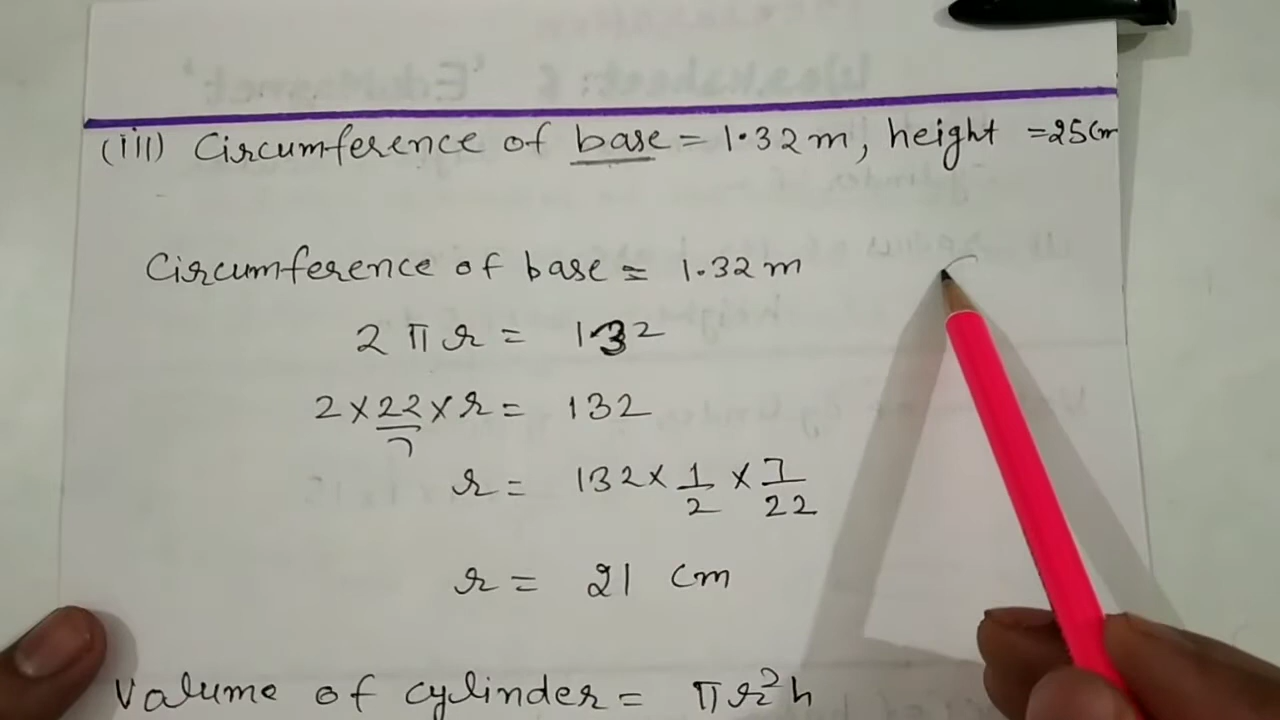 (iii) Circumference of base = 1.32 m, height = 25 cm
Circumference of base = 1.32 m
2 π r = 132
2 × 22/7 × r = 132
r = 132 × 1/2 × 7/22
r = 21 cm
Volume of cylinder = π r² h